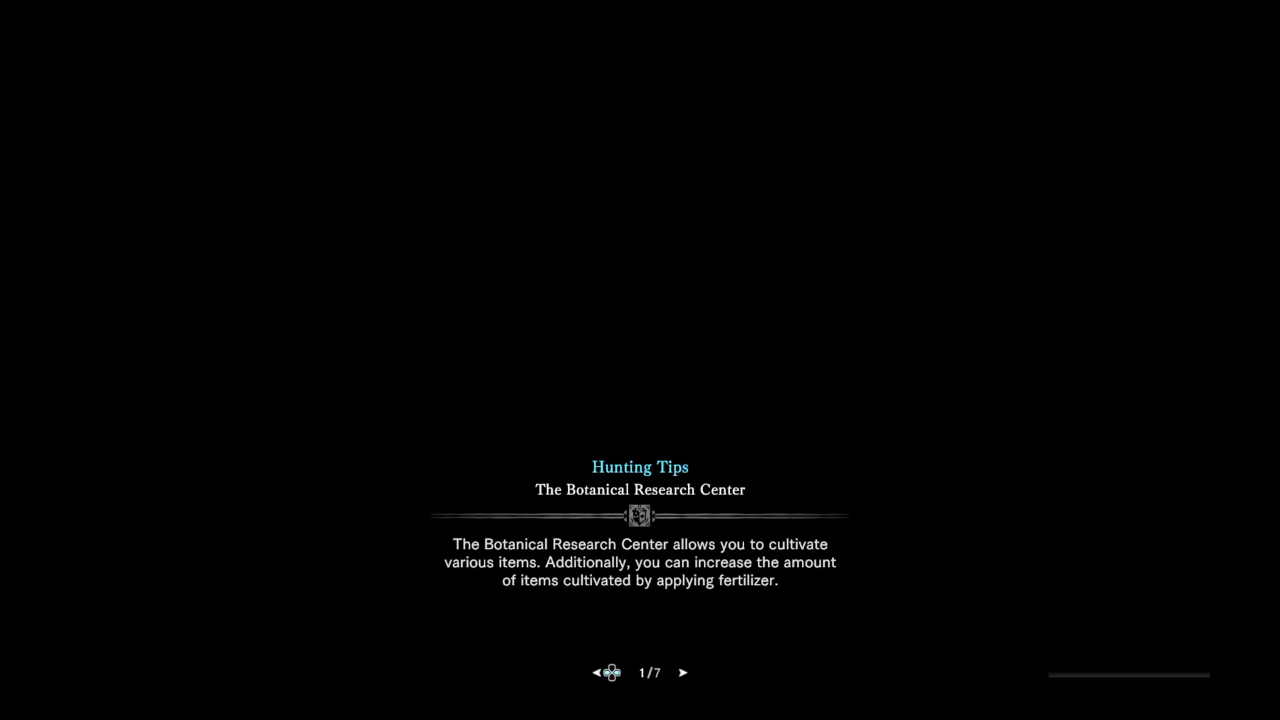 Hunting Tips
The Botanical Research Center
The Botanical Research Center allows you to cultivate
various items. Additionally, you can increase the amount
of items cultivated by applying fertilizer.
1/7